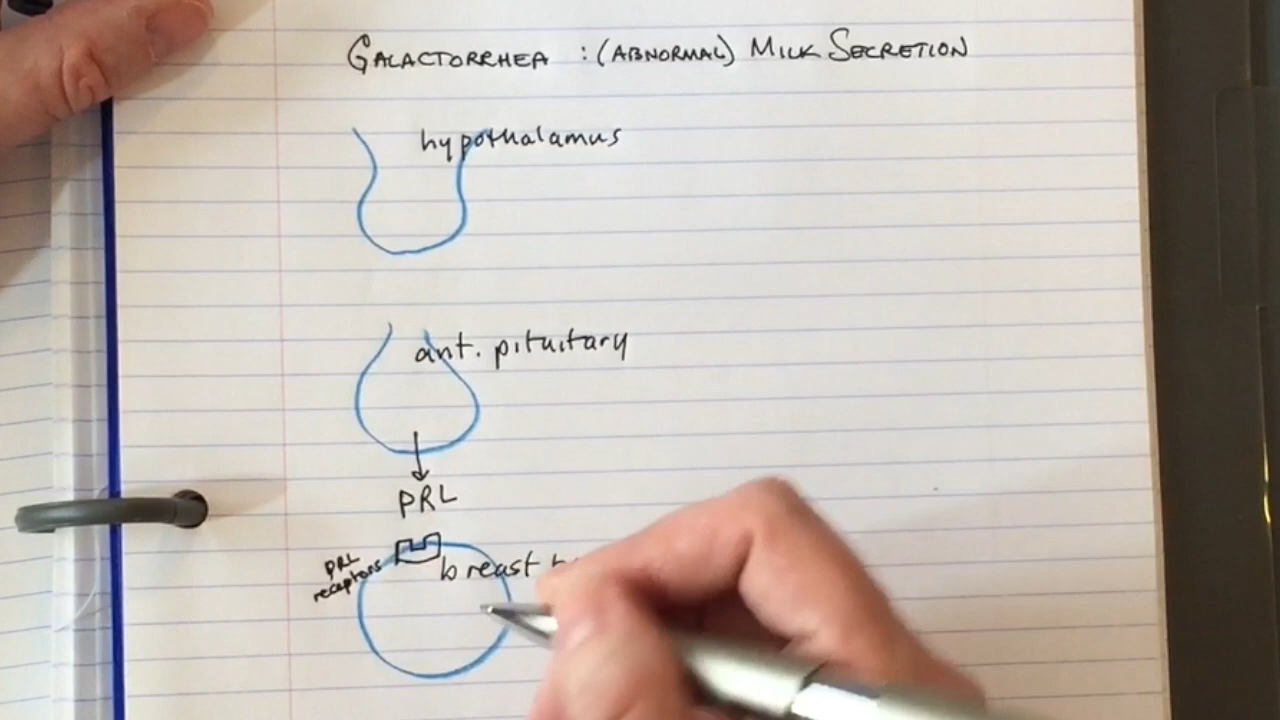 GALACTORRHEA : (ABNORMAL) MILK SECRETION
hypothalamus
ant. pituitary
PRL
PRL
receptors
breast